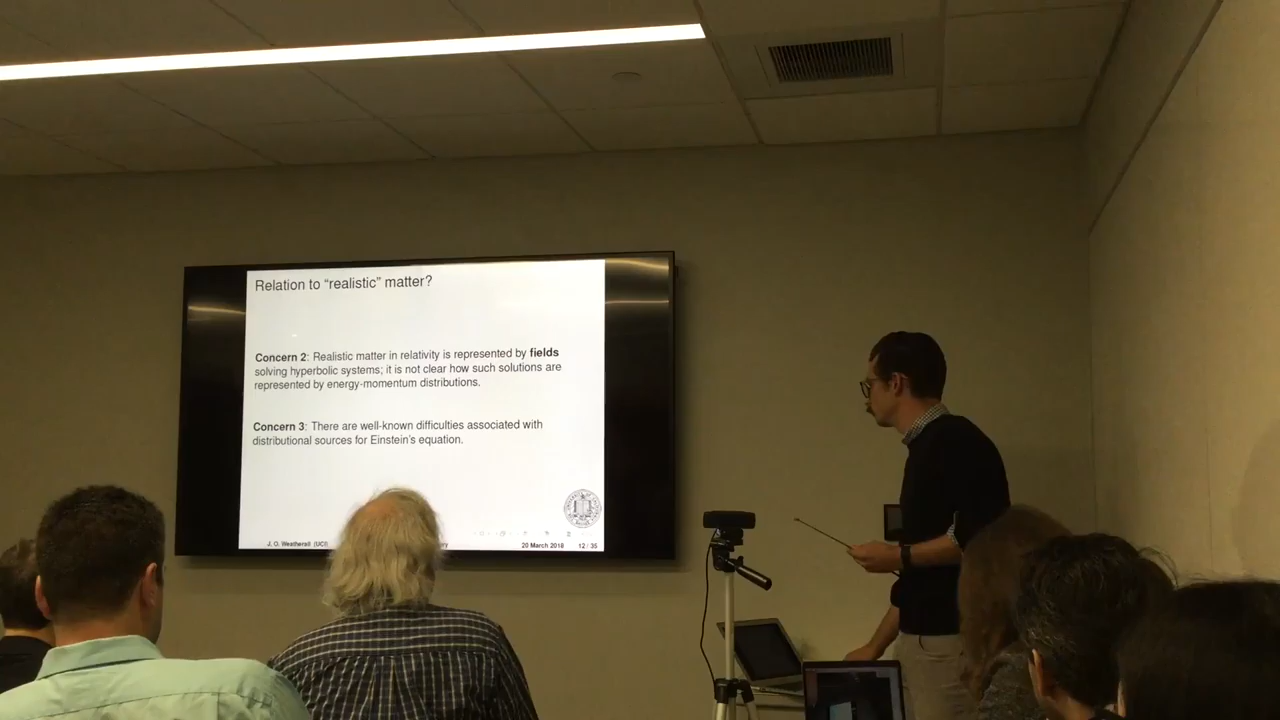 Relation to “realistic” matter?
Concern 2: Realistic matter in relativity is represented by fields
solving hyperbolic systems; it is not clear how such solutions are
represented by energy-momentum distributions.
Concern 3: There are well-known difficulties associated with
distributional sources for Einstein's equation.
J. O. Weatherall (UCI) 20 March 2018 12 / 35